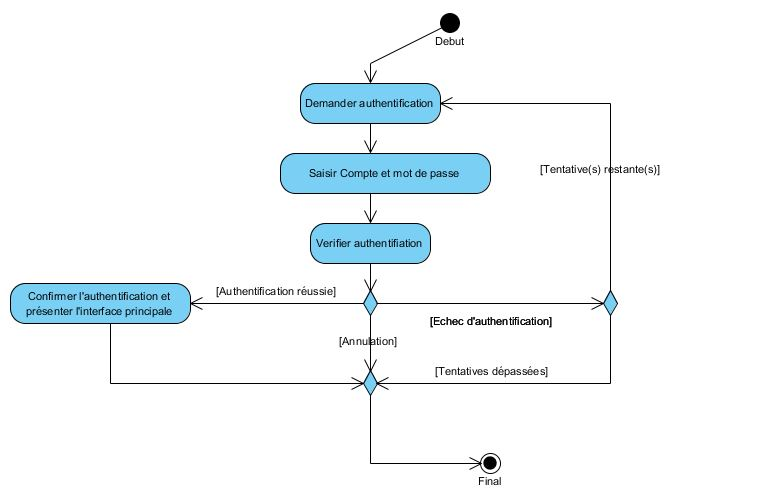 Debut
Demander authentification
[Tentative(s) restante(s)]
Saisir Compte et mot de passe
Verifier authentifiation
Confirmer l'authentification et
présenter l'interface principale
[Authentification réussie]
[Echec d'authentification]
[Annulation]
[Tentatives dépassées]
Final